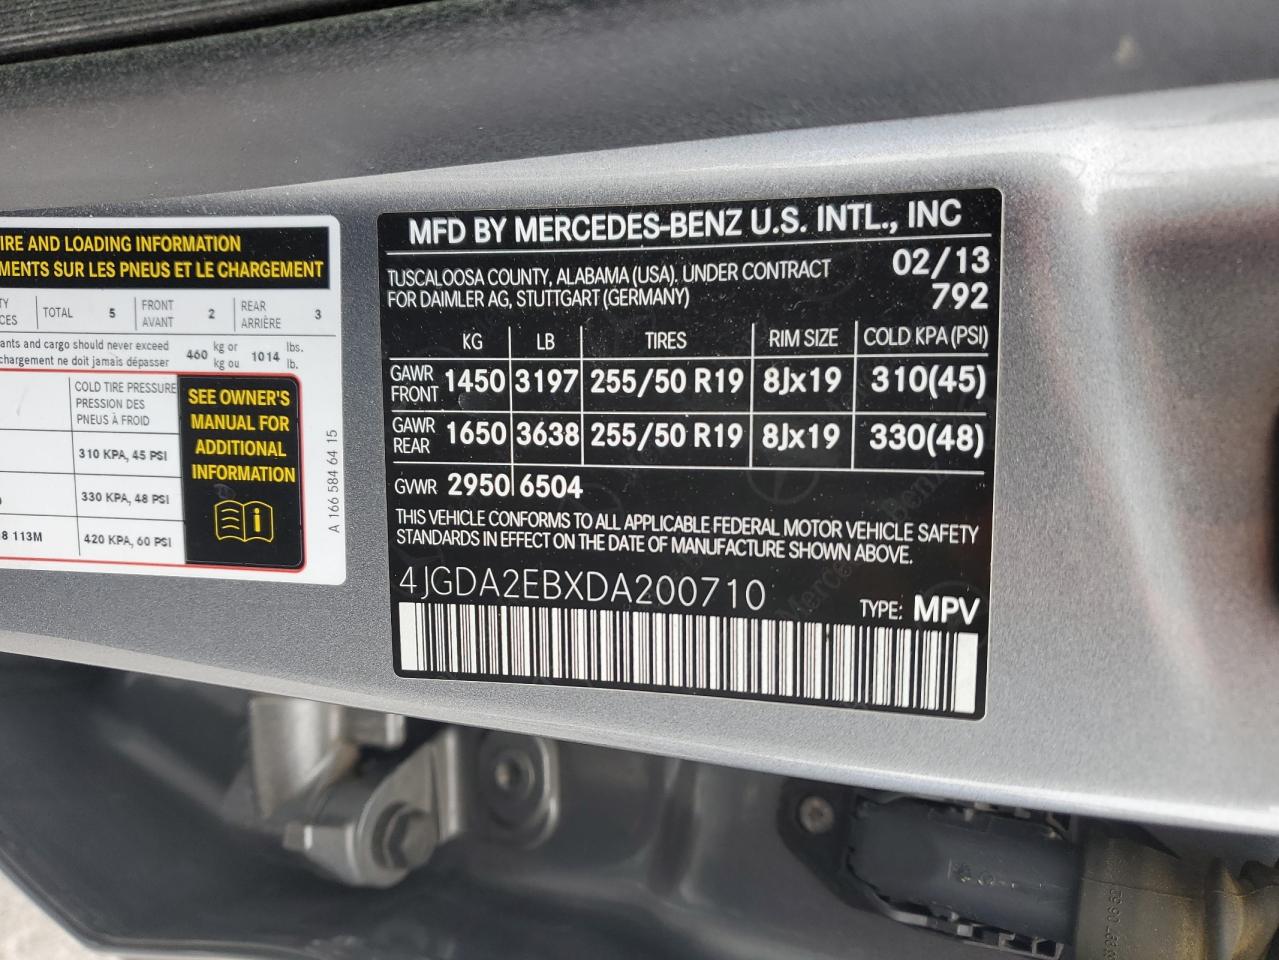 IRE AND LOADING INFORMATION
MENTS SUR LES PNEUS ET LE CHARGEMENT
TOTAL 5 FRONT AVANT 2 REAR ARRIÈRE 3
and cargo should never exceed
ne doit jamais dépasser
460 kg or kg ou 1014 lbs. lb.
COLD TIRE PRESSURE
PRESSION DES
PNEUS À FROID
310 KPA, 45 PSI
330 KPA, 48 PSI
8 113M 420 KPA, 60 PSI
SEE OWNER'S
MANUAL FOR
ADDITIONAL
INFORMATION
i
A 166 584 64 15
MFD BY MERCEDES-BENZ U.S. INTL., INC
TUSCALOOSA COUNTY, ALABAMA (USA). UNDER CONTRACT 02/13
FOR DAIMLER AG, STUTTGART (GERMANY) 792
KG LB TIRES RIM SIZE COLD KPA (PSI)
GAWR FRONT 1450 3197 255/50 R19 8Jx19 310(45)
GAWR REAR 1650 3638 255/50 R19 8Jx19 330(48)
GVWR 2950 6504
THIS VEHICLE CONFORMS TO ALL APPLICABLE FEDERAL MOTOR VEHICLE SAFETY
STANDARDS IN EFFECT ON THE DATE OF MANUFACTURE SHOWN ABOVE.
4JGDA2EBXDA200710
TYPE: MPV